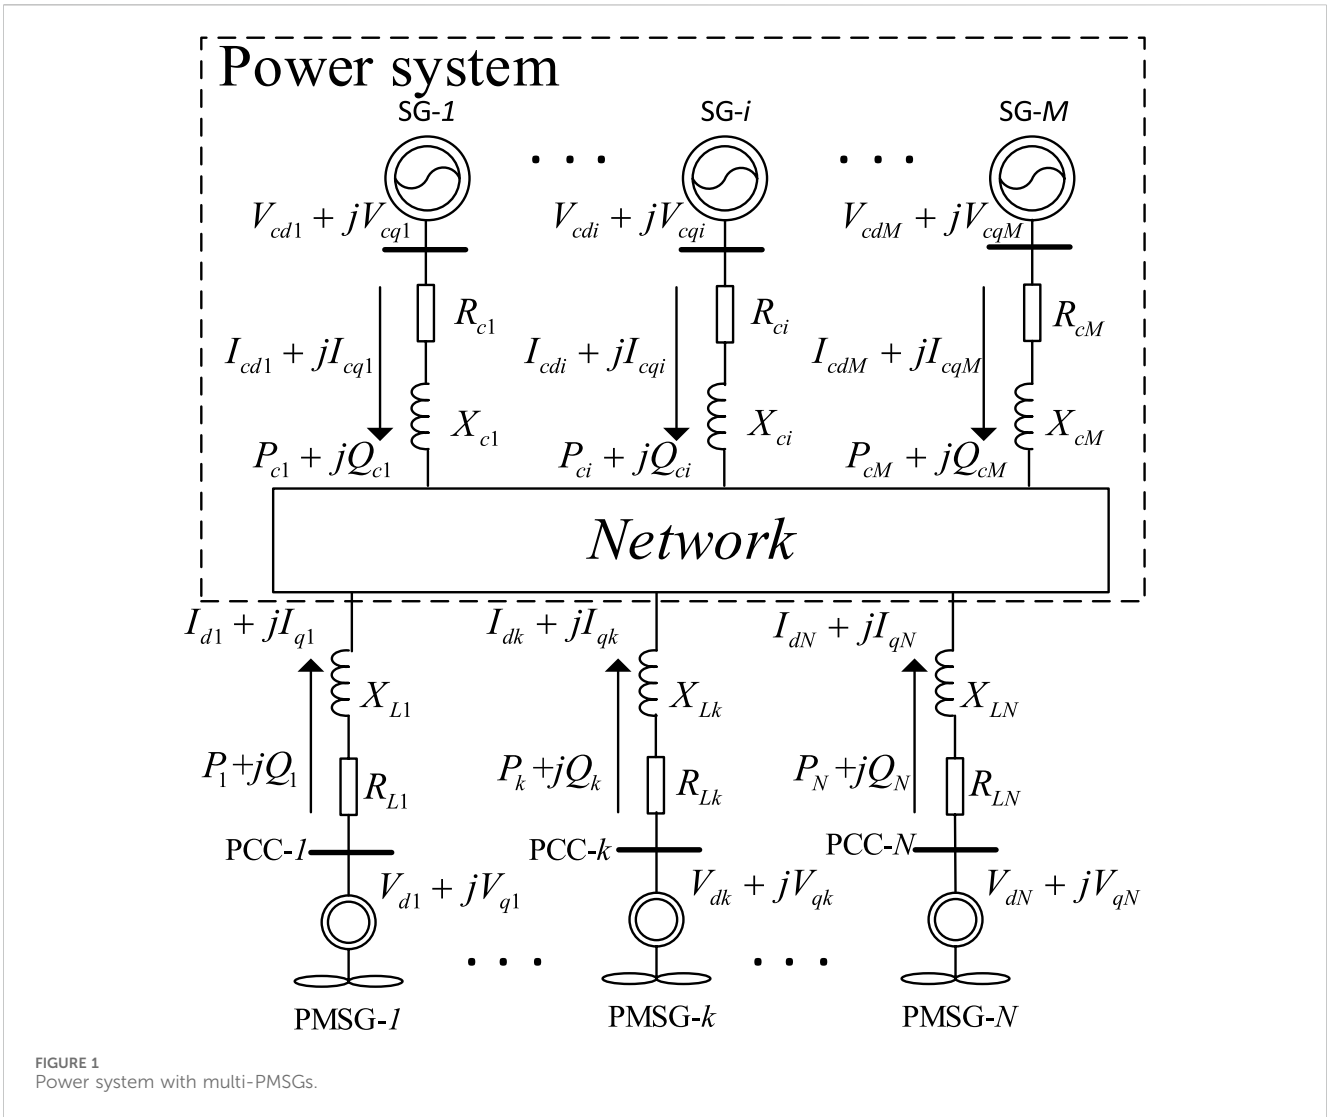 Power system
SG-1 SG-i SG-M
. . . . . .
V_cd1 + jV_cq1 V_cdi + jV_cqi V_cdM + jV_cqM
R_c1 R_ci R_cM
I_cd1 + jI_cq1 I_cdi + jI_cqi I_cdM + jI_cqM
X_c1 X_ci X_cM
P_c1 + jQ_c1 P_ci + jQ_ci P_cM + jQ_cM
Network
I_d1 + jI_q1 I_dk + jI_qk I_dN + jI_qN
X_L1 X_Lk X_LN
P_1+jQ_1 P_k+jQ_k P_N+jQ_N
R_L1 R_Lk R_LN
PCC-1 PCC-k PCC-N
V_d1 + jV_q1 V_dk + jV_qk V_dN + jV_qN
. . . . . .
PMSG-1 PMSG-k PMSG-N
FIGURE 1
Power system with multi-PMSGs.